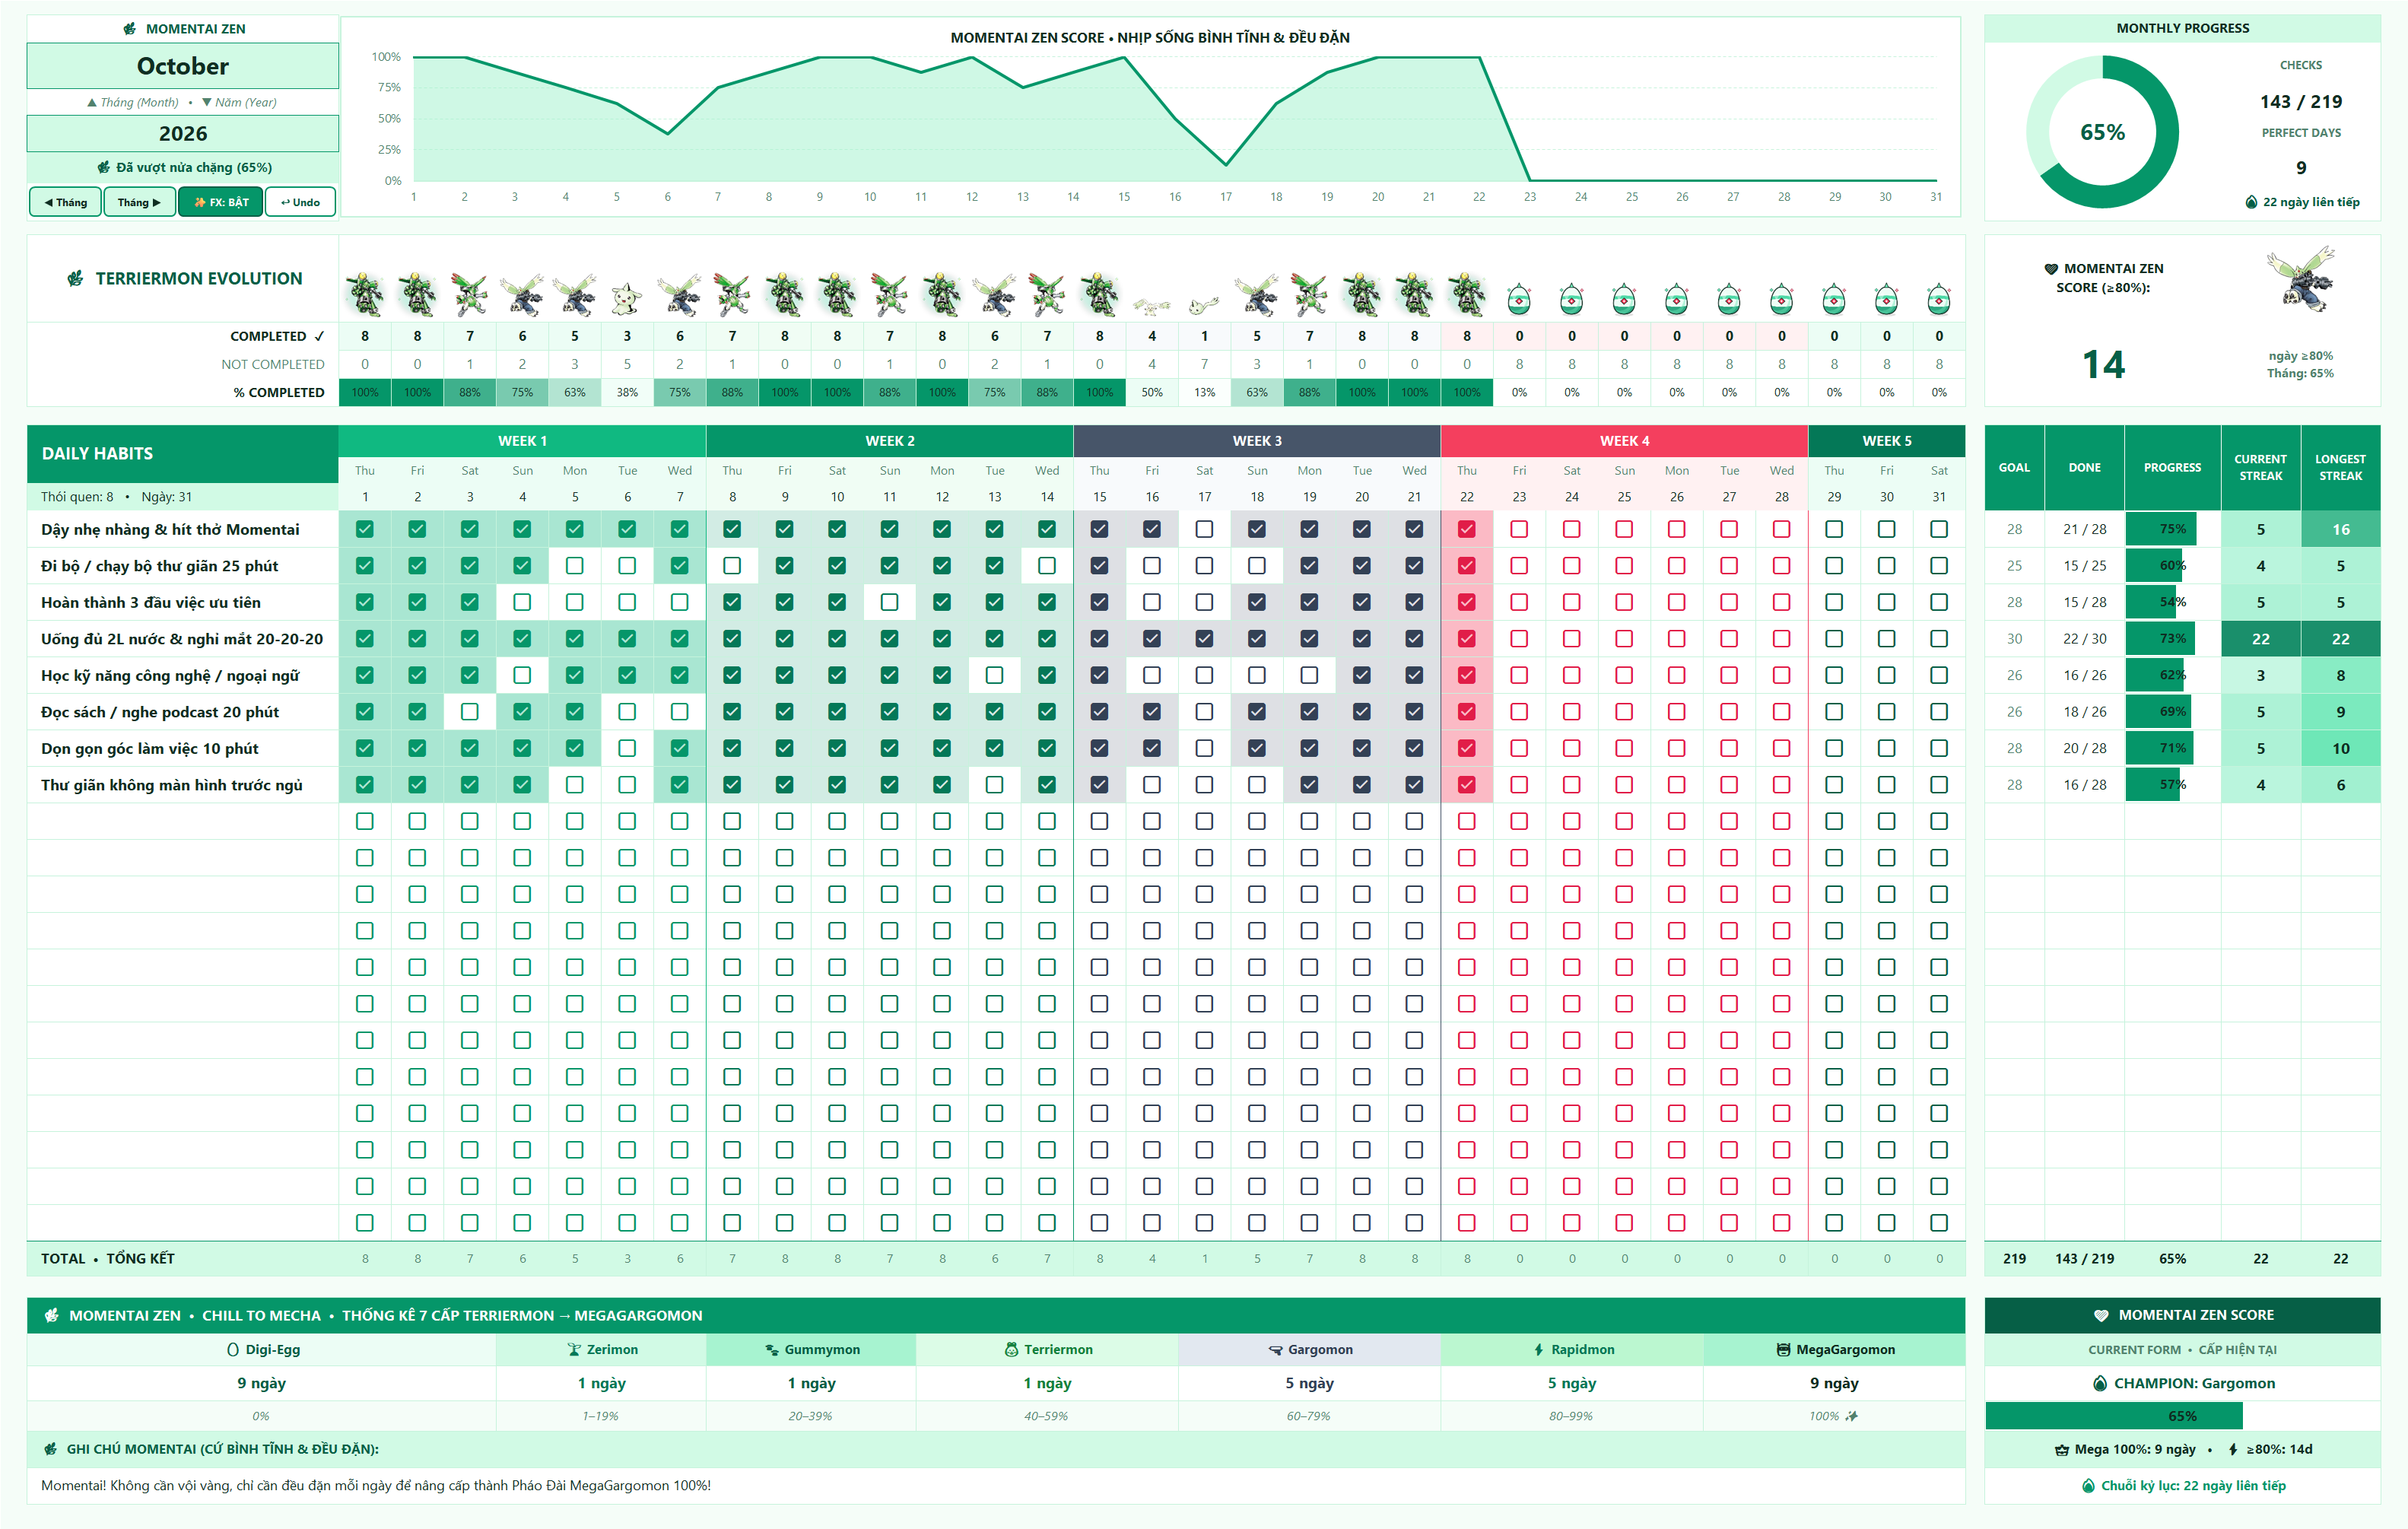 MOMENTAI ZEN
October
▲ Tháng (Month) • ▼ Năm (Year)
2026
Đã vượt nửa chặng (65%)
◀ Tháng Tháng ▶ FX: BẬT ↩ Undo
MOMENTAI ZEN SCORE • NHỊP SỐNG BÌNH TĨNH & ĐỀU ĐẶN
100%
75%
50%
25%
0%
1 2 3 4 5 6 7 8 9 10 11 12 13 14 15 16 17 18 19 20 21 22 23 24 25 26 27 28 29 30 31
MONTHLY PROGRESS
65%
CHECKS
143 / 219
PERFECT DAYS
9
22 ngày liên tiếp
TERRIERMON EVOLUTION
COMPLETED ✓ 8 8 7 6 5 3 6 7 8 8 7 8 6 7 8 4 1 5 7 8 8 8 0 0 0 0 0 0 0 0 0
NOT COMPLETED 0 0 1 2 3 5 2 1 0 0 1 0 2 1 0 4 7 3 1 0 0 0 8 8 8 8 8 8 8 8 8
% COMPLETED 100% 100% 88% 75% 63% 38% 75% 88% 100% 100% 88% 100% 75% 88% 100% 50% 13% 63% 88% 100% 100% 100% 0% 0% 0% 0% 0% 0% 0% 0% 0%
MOMENTAI ZEN
SCORE (≥80%):
14
ngày ≥80%
Tháng: 65%
DAILY HABITS
WEEK 1 WEEK 2 WEEK 3 WEEK 4 WEEK 5
Thu Fri Sat Sun Mon Tue Wed Thu Fri Sat Sun Mon Tue Wed Thu Fri Sat Sun Mon Tue Wed Thu Fri Sat Sun Mon Tue Wed Thu Fri Sat
Thói quen: 8 • Ngày: 31
1 2 3 4 5 6 7 8 9 10 11 12 13 14 15 16 17 18 19 20 21 22 23 24 25 26 27 28 29 30 31
GOAL DONE PROGRESS CURRENT STREAK LONGEST STREAK
Dậy nhẹ nhàng & hít thở Momentai 28 21 / 28 75% 5 16
Đi bộ / chạy bộ thư giãn 25 phút 25 15 / 25 60% 4 5
Hoàn thành 3 đầu việc ưu tiên 28 15 / 28 54% 5 5
Uống đủ 2L nước & nghỉ mắt 20-20-20 30 22 / 30 73% 22 22
Học kỹ năng công nghệ / ngoại ngữ 26 16 / 26 62% 3 8
Đọc sách / nghe podcast 20 phút 26 18 / 26 69% 5 9
Dọn gọn góc làm việc 10 phút 28 20 / 28 71% 5 10
Thư giãn không màn hình trước ngủ 28 16 / 28 57% 4 6
TOTAL • TỔNG KẾT 8 8 7 6 5 3 6 7 8 8 7 8 6 7 8 4 1 5 7 8 8 8 0 0 0 0 0 0 0 0 0 219 143 / 219 65% 22 22
MOMENTAI ZEN • CHILL TO MECHA • THỐNG KÊ 7 CẤP TERRIERMON → MEGAGARGOMON
Digi-Egg Zerimon Gummymon Terriermon Gargomon Rapidmon MegaGargomon
9 ngày 1 ngày 1 ngày 1 ngày 5 ngày 5 ngày 9 ngày
0% 1–19% 20–39% 40–59% 60–79% 80–99% 100%
GHI CHÚ MOMENTAI (CỨ BÌNH TĨNH & ĐỀU ĐẶN):
Momentai! Không cần vội vàng, chỉ cần đều đặn mỗi ngày để nâng cấp thành Pháo Đài MegaGargomon 100%!
MOMENTAI ZEN SCORE
CURRENT FORM • CẤP HIỆN TẠI
CHAMPION: Gargomon
65%
Mega 100%: 9 ngày • ≥80%: 14d
Chuỗi kỷ lục: 22 ngày liên tiếp